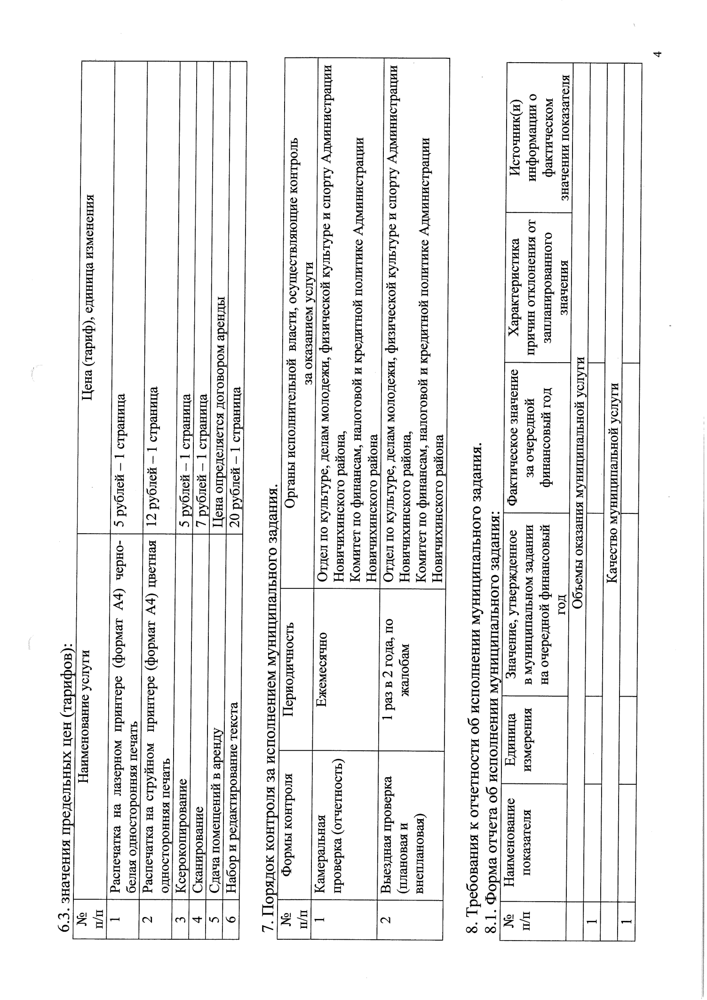 6.3. значения предельных цен (тарифов):
№ п/п
Наименование услуги
Цена (тариф), единица изменения
1
Распечатка на лазерном принтере (формат А4) черно-
белая односторонняя печать
5 рублей – 1 страница
2
Распечатка на струйном принтере (формат А4) цветная
односторонняя печать
12 рублей – 1 страница
3
Ксерокопирование
5 рублей – 1 страница
4
Сканирование
7 рублей – 1 страница
5
Сдача помещений в аренду
Цена определяется договором аренды
6
Набор и редактирование текста
20 рублей – 1 страница
7. Порядок контроля за исполнением муниципального задания.
№
п/п
Формы контроля
Периодичность
Органы исполнительной власти, осуществляющие контроль
за оказанием услуги
1
Камеральная
проверка (отчетность)
Ежемесячно
Отдел по культуре, делам молодежи, физической культуре и спорту Администрации
Новичихинского района,
Комитет по финансам, налоговой и кредитной политике Администрации
Новичихинского района
2
Выездная проверка
(плановая и
внеплановая)
1 раз в 2 года, по
жалобам
Отдел по культуре, делам молодежи, физической культуре и спорту Администрации
Новичихинского района,
Комитет по финансам, налоговой и кредитной политике Администрации
Новичихинского района
8. Требования к отчетности об исполнении муниципального задания.
8.1. Форма отчета об исполнении муниципального задания:
№
п/п
Наименование
показателя
Единица
измерения
Значение, утвержденное
в муниципальном задании
на очередной финансовый
год
Фактическое значение
за очередной
финансовый год
Характеристика
причин отклонения от
запланированного
значения
Источник(и)
информации о
фактическом
значении показателя
Объемы оказания муниципальной услуги
1
Качество муниципальной услуги
1
4